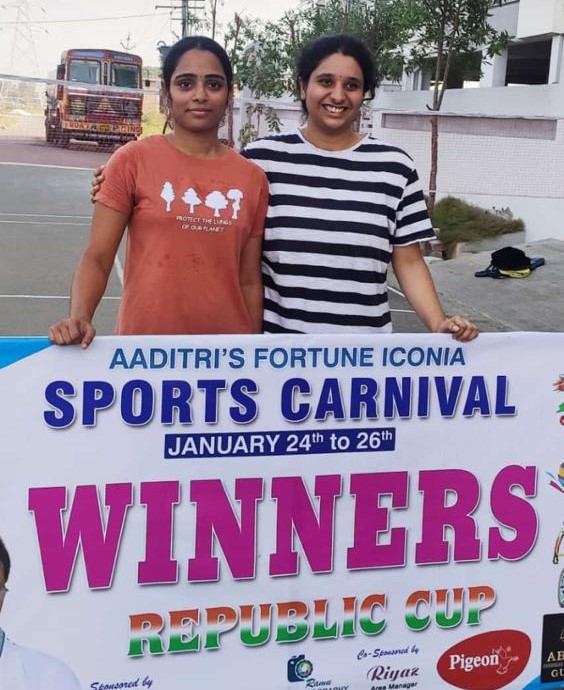 PROTECT THE LUNGS
OF OUR PLANET
AADITRI'S FORTUNE ICONIA
SPORTS CARNIVAL
JANUARY 24th to 26th
WINNERS
REPUBLIC CUP
Sponsored by
Ramu
Co-Sponsored by
Riyaz
Area Manager
Pigeon